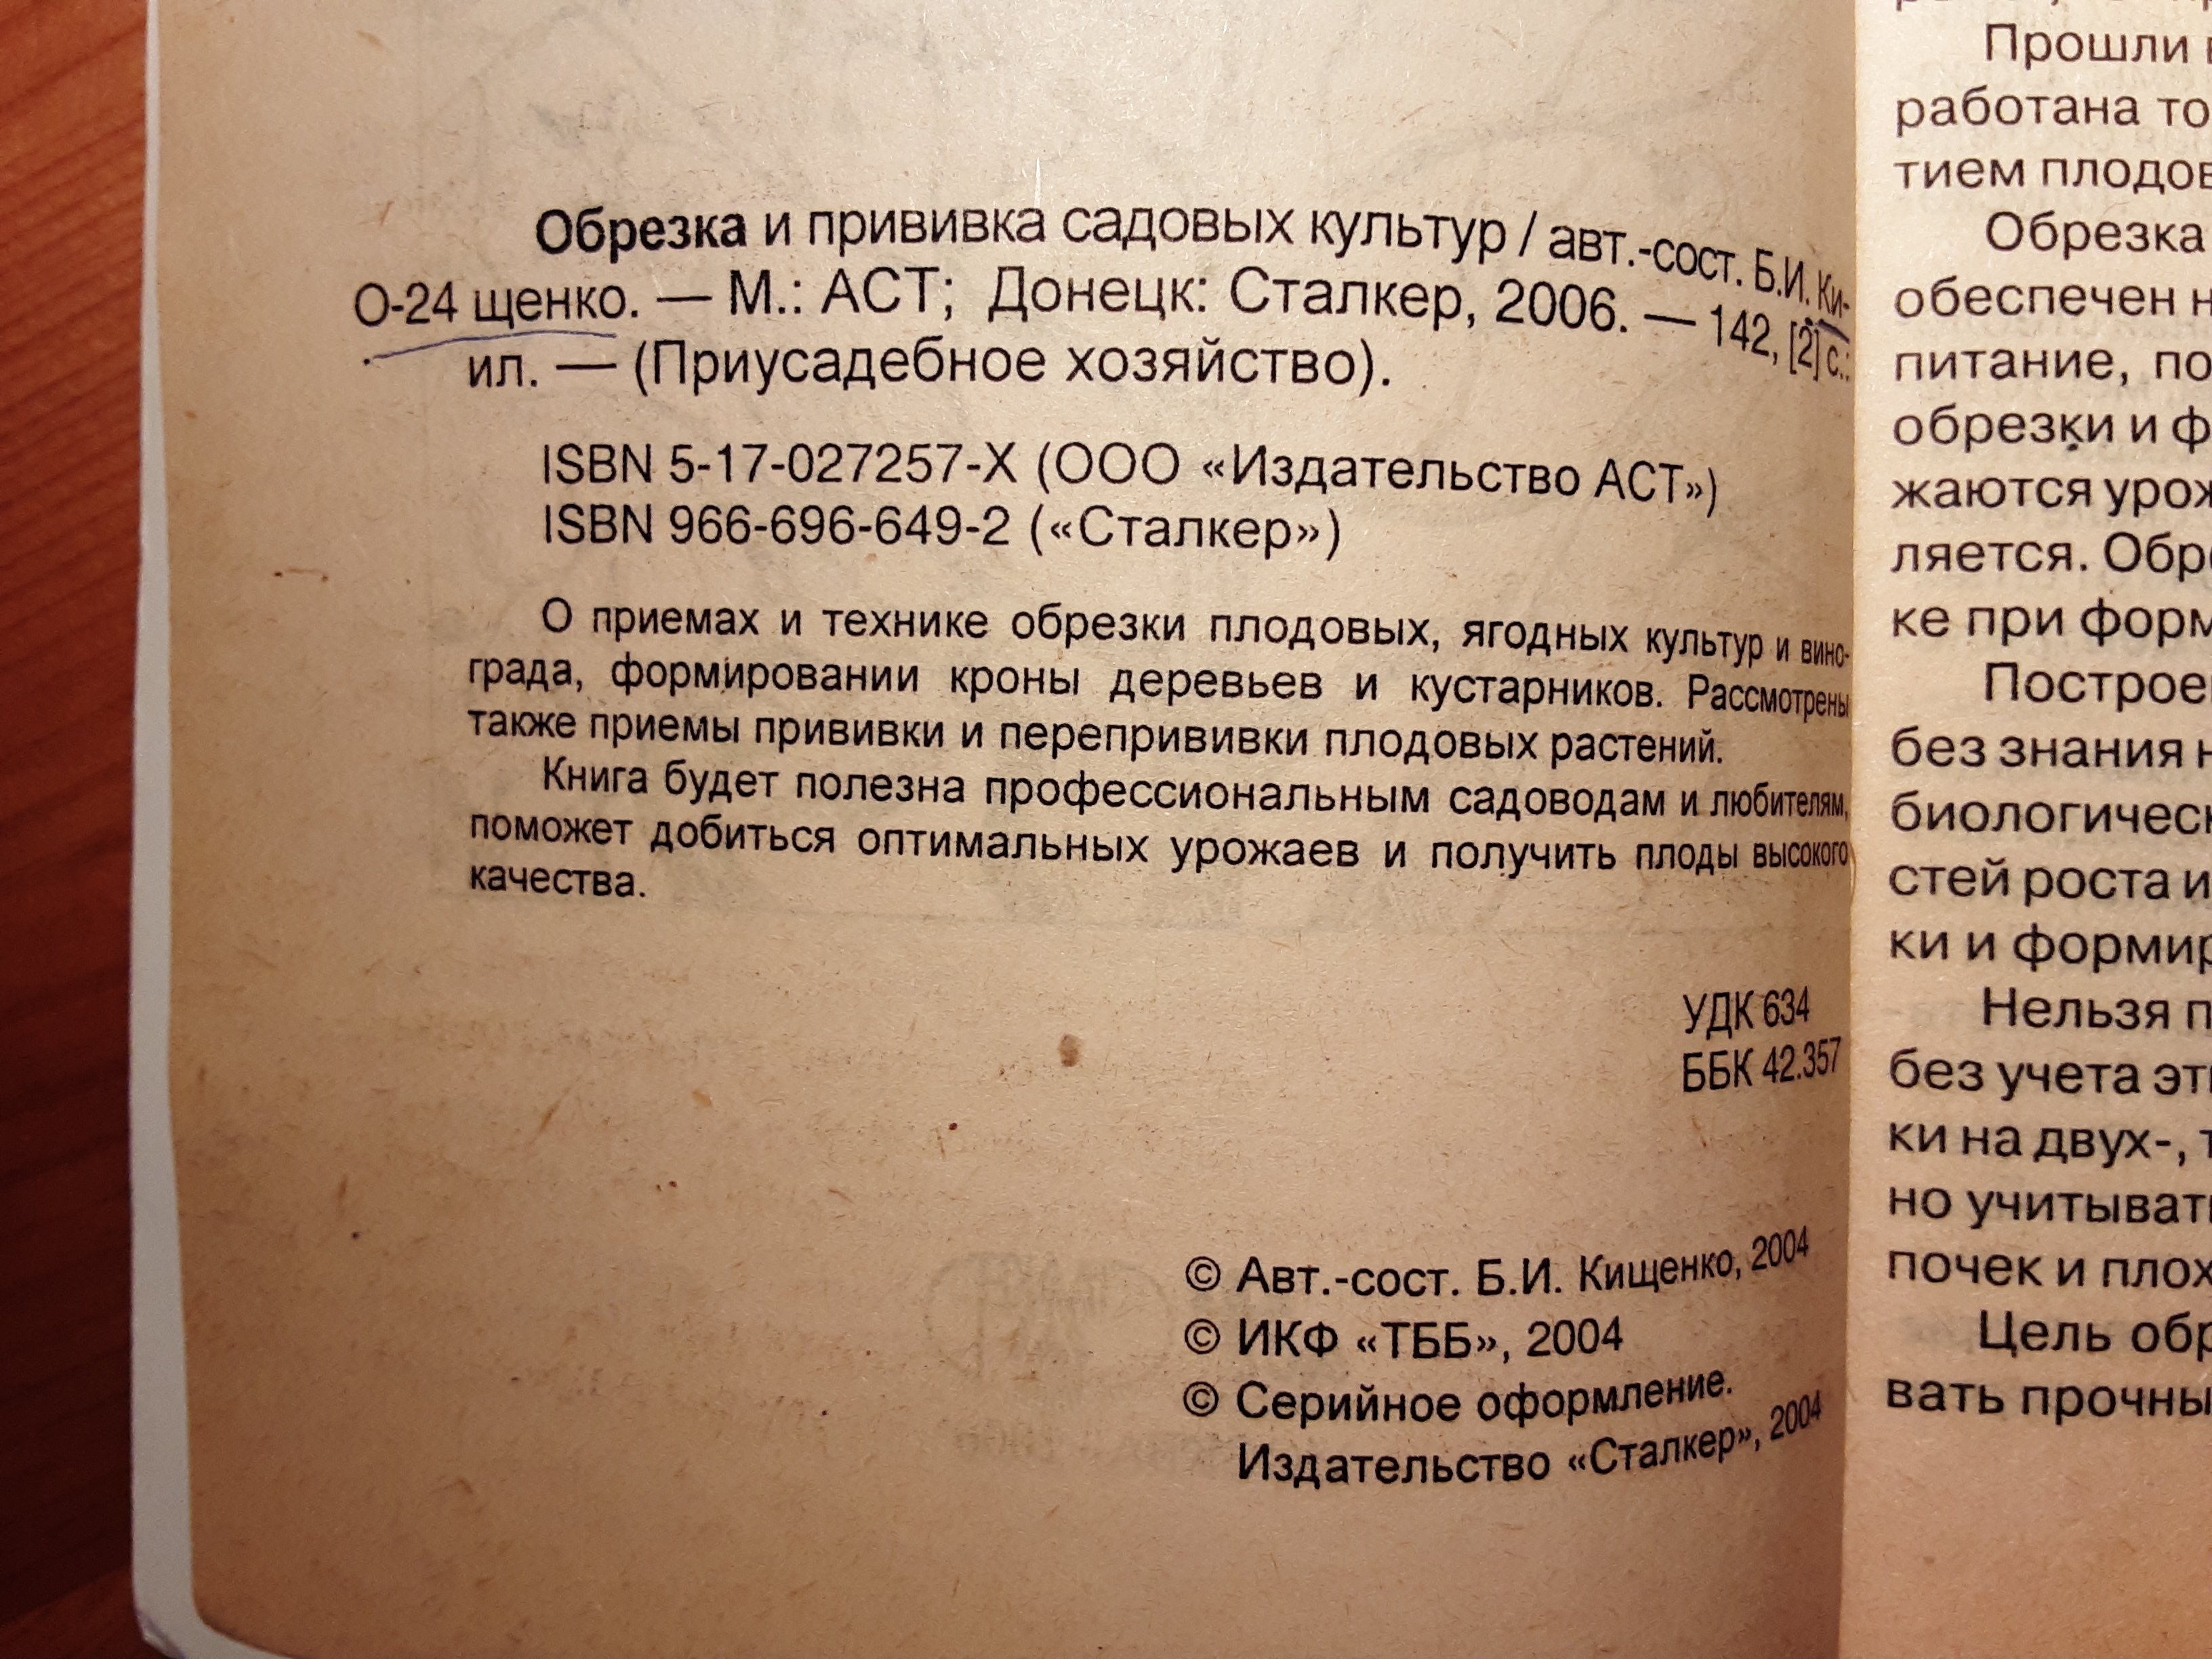 Обрезка и прививка садовых культур / авт.-сост. Б.И. Ки-
О-24 щенко. — М.: АСТ; Донецк: Сталкер, 2006. — 142, [2] с.:
ил. — (Приусадебное хозяйство).
ISBN 5-17-027257-X (ООО «Издательство АСТ»)
ISBN 966-696-649-2 («Сталкер»)
О приемах и технике обрезки плодовых, ягодных культур и вино-
града, формировании кроны деревьев и кустарников. Рассмотрены
также приемы прививки и перепрививки плодовых растений.
Книга будет полезна профессиональным садоводам и любителям,
поможет добиться оптимальных урожаев и получить плоды высокого
качества.
УДК 634
ББК 42.357
© Авт.-сост. Б.И. Кищенко, 2004
© ИКФ «ТББ», 2004
© Серийное оформление.
Издательство «Сталкер», 2004
Прошли
работана то
тием плодов
Обрезка
обеспечен н
питание, по
обрезки и ф
жаются урож
ляется. Обре
ке при форм
Построе
без знания н
биологическ
стей роста и
ки и формир
Нельзя п
без учета эт
ки на двух-, т
но учитыват
почек и плох
Цель обр
вать прочны